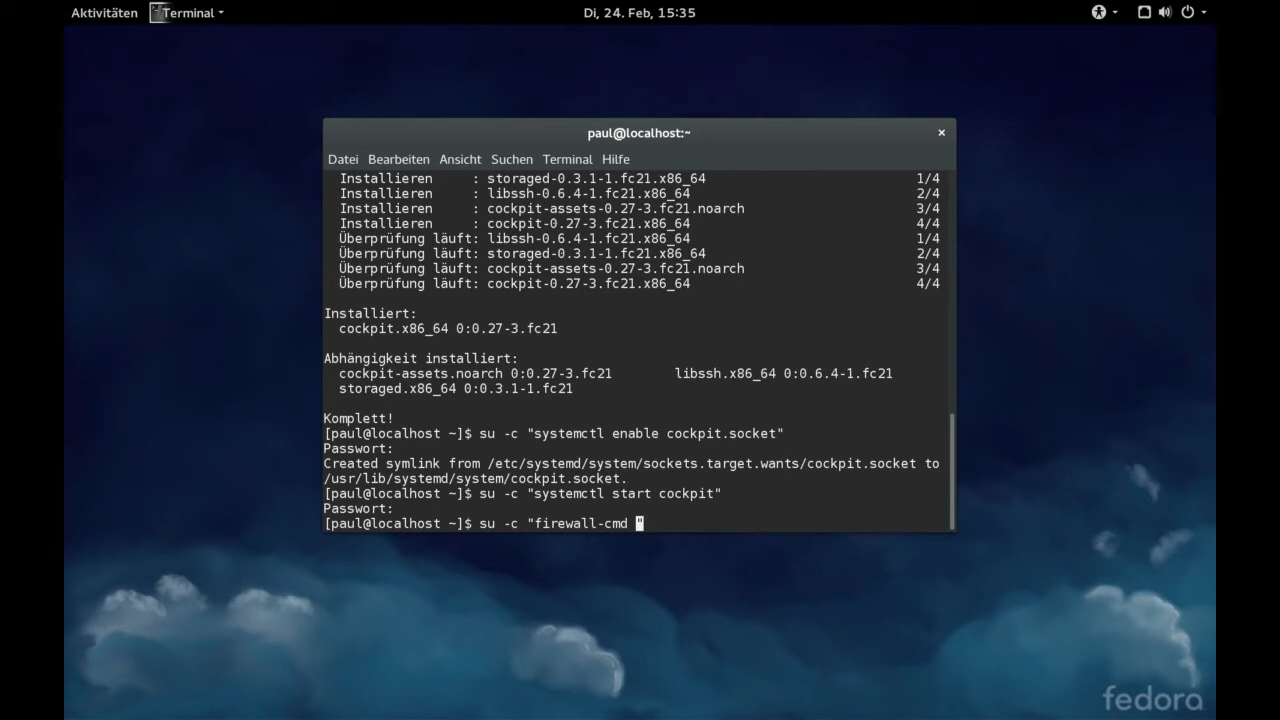 Aktivitäten Terminal Di, 24. Feb, 15:35
paul@localhost:~ ×
Datei Bearbeiten Ansicht Suchen Terminal Hilfe
Installieren : storaged-0.3.1-1.fc21.x86_64 1/4
Installieren : libssh-0.6.4-1.fc21.x86_64 2/4
Installieren : cockpit-assets-0.27-3.fc21.noarch 3/4
Installieren : cockpit-0.27-3.fc21.x86_64 4/4
Überprüfung läuft: libssh-0.6.4-1.fc21.x86_64 1/4
Überprüfung läuft: storaged-0.3.1-1.fc21.x86_64 2/4
Überprüfung läuft: cockpit-assets-0.27-3.fc21.noarch 3/4
Überprüfung läuft: cockpit-0.27-3.fc21.x86_64 4/4
Installiert:
cockpit.x86_64 0:0.27-3.fc21
Abhängigkeit installiert:
cockpit-assets.noarch 0:0.27-3.fc21 libssh.x86_64 0:0.6.4-1.fc21
storaged.x86_64 0:0.3.1-1.fc21
Komplett!
[paul@localhost ~]$ su -c "systemctl enable cockpit.socket"
Passwort:
Created symlink from /etc/systemd/system/sockets.target.wants/cockpit.socket to
/usr/lib/systemd/system/cockpit.socket.
[paul@localhost ~]$ su -c "systemctl start cockpit"
Passwort:
[paul@localhost ~]$ su -c "firewall-cmd "
fedora